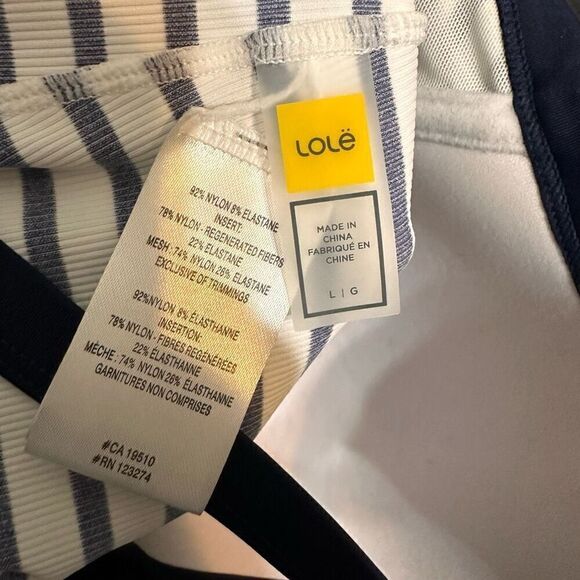 LOLË
MADE IN
CHINA
FABRIQUÉ EN
CHINE
L | G
92% NYLON 8% ELASTANE
INSERT:
78% NYLON - REGENERATED FIBERS
22% ELASTANE
MESH: 74% NYLON 26% ELASTANE
EXCLUSIVE OF TRIMMINGS
92%NYLON 8% ÉLASTHANNE
INSERTION:
78% NYLON - FIBRES RÉGÉNÉRÉES
22% ÉLASTHANNE
MÈCHE: 74% NYLON 26% ÉLASTHANNE
GARNITURES NON COMPRISES
#CA 19510
#RN 123274